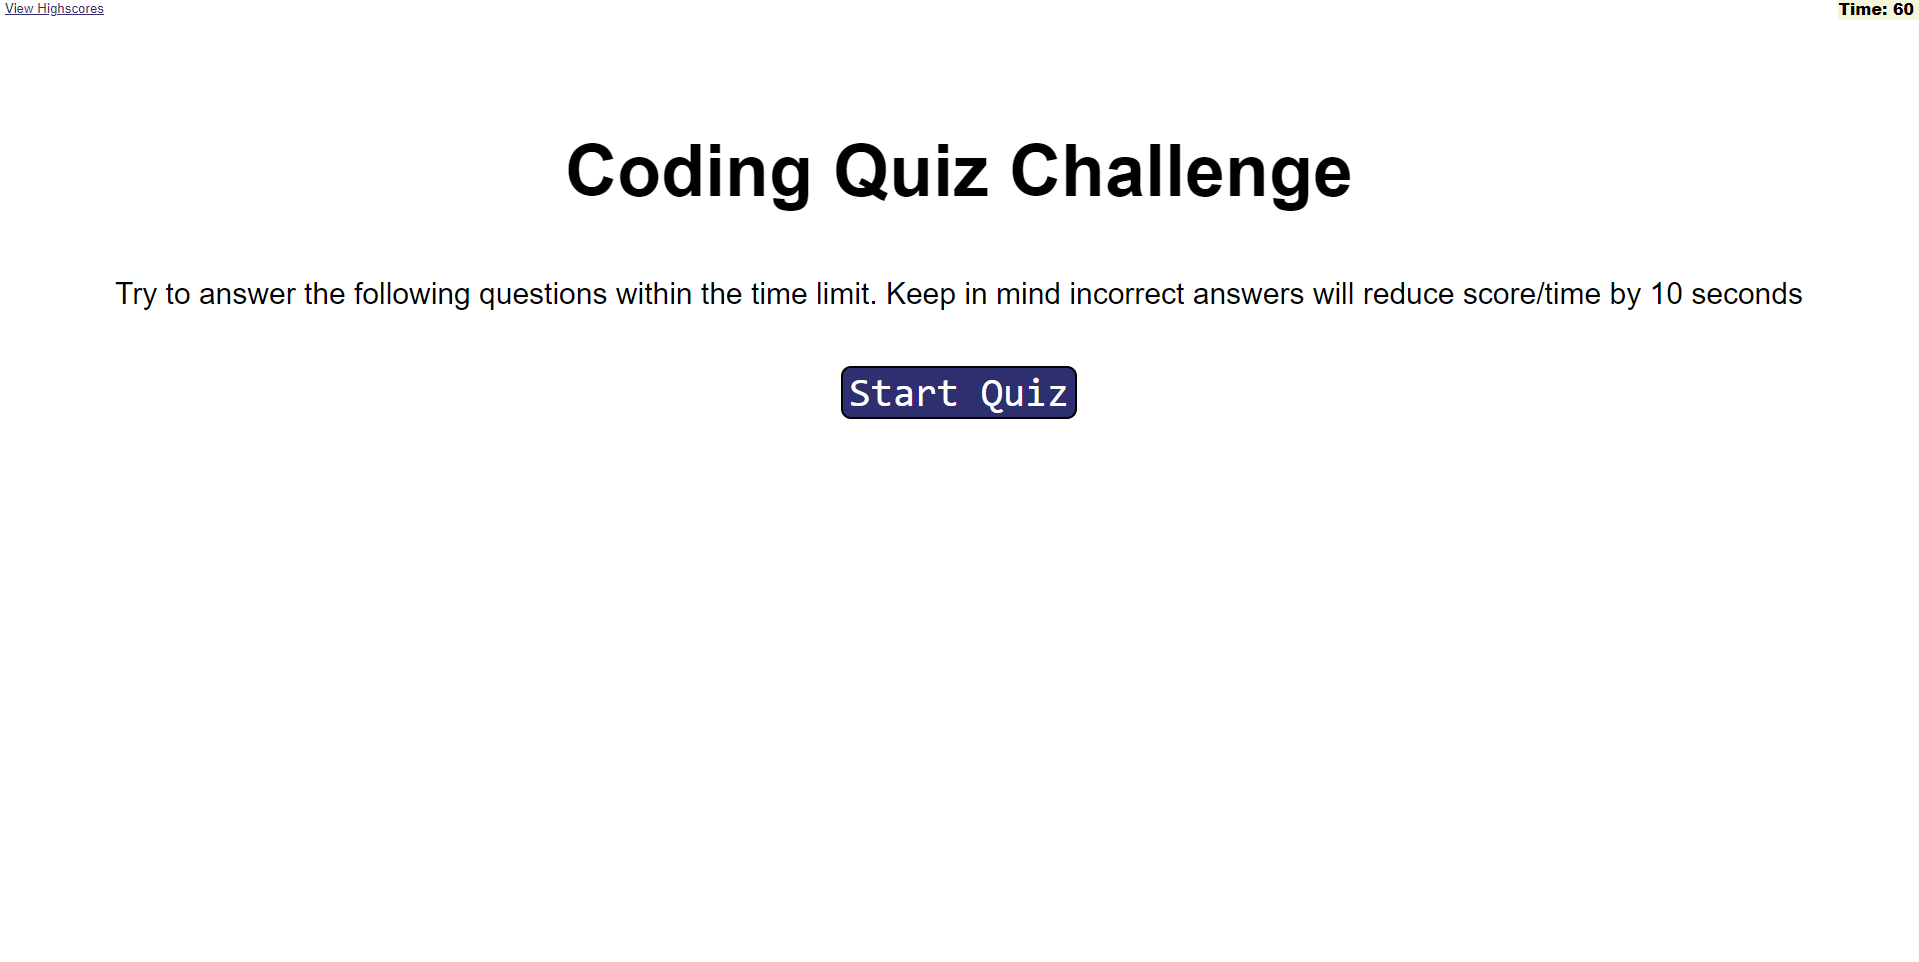 View Highscores
Time: 60
Coding Quiz Challenge
Try to answer the following questions within the time limit. Keep in mind incorrect answers will reduce score/time by 10 seconds
Start Quiz